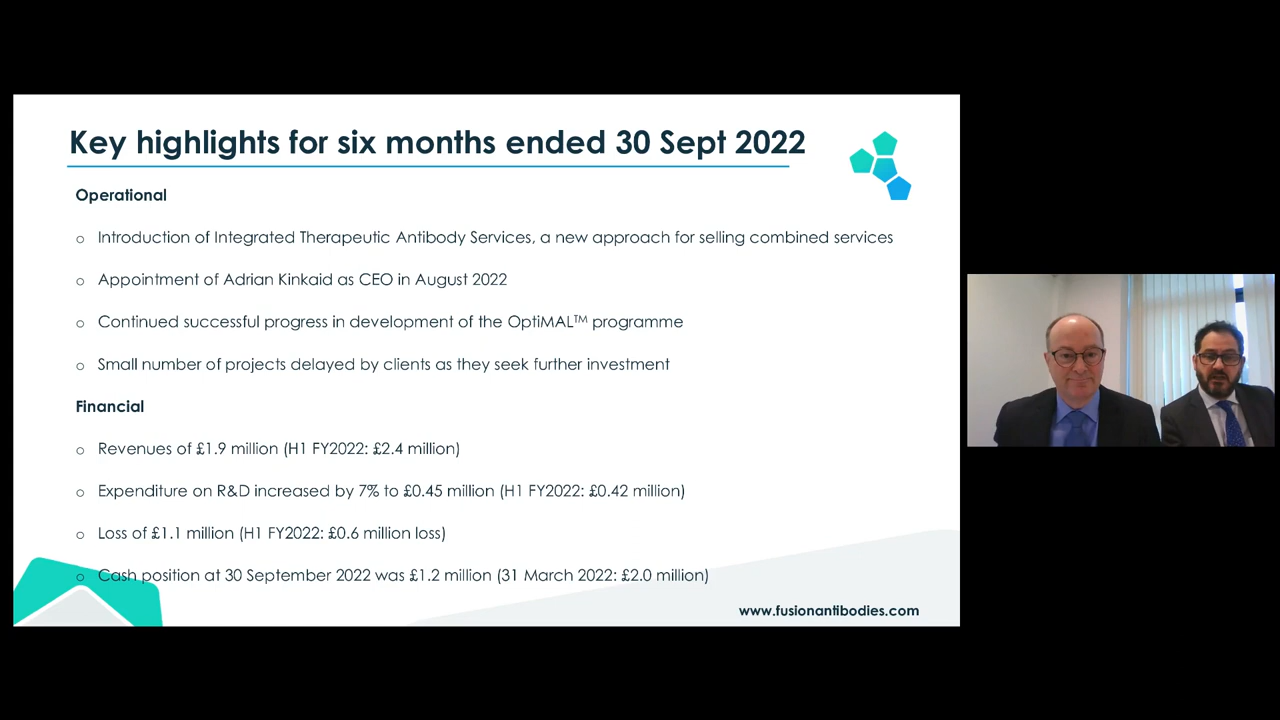 Key highlights for six months ended 30 Sept 2022
Operational
○ Introduction of Integrated Therapeutic Antibody Services, a new approach for selling combined services
○ Appointment of Adrian Kinkaid as CEO in August 2022
○ Continued successful progress in development of the OptiMAL™ programme
○ Small number of projects delayed by clients as they seek further investment
Financial
○ Revenues of £1.9 million (H1 FY2022: £2.4 million)
○ Expenditure on R&D increased by 7% to £0.45 million (H1 FY2022: £0.42 million)
○ Loss of £1.1 million (H1 FY2022: £0.6 million loss)
○ Cash position at 30 September 2022 was £1.2 million (31 March 2022: £2.0 million)
www.fusionantibodies.com